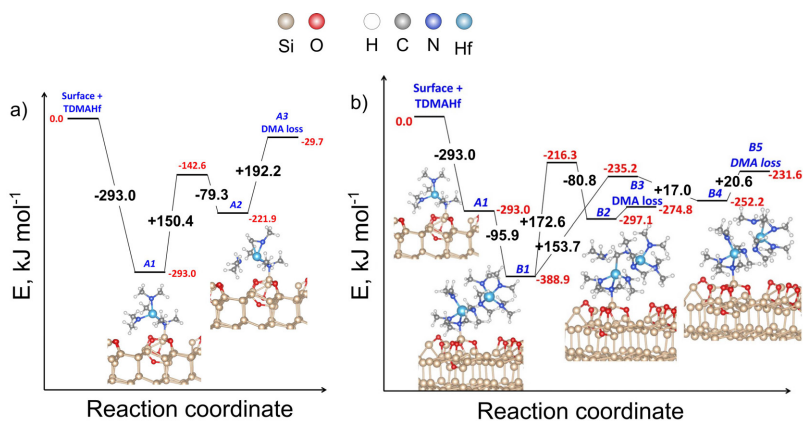 Si O H C N Hf
a)
Surface +
TDMAHf
0.0
-293.0
A1
-293.0
+150.4
-142.6
-79.3
A2
-221.9
+192.2
A3
DMA loss
-29.7
E, kJ mol⁻¹
Reaction coordinate
b)
Surface +
TDMAHf
0.0
-293.0
A1
-293.0
-95.9
B1
-388.9
+172.6
+153.7
-216.3
-80.8
B2
-297.1
-235.2
B3
DMA loss
-274.8
+17.0
B4
-252.2
+20.6
B5
DMA loss
-231.6
E, kJ mol⁻¹
Reaction coordinate